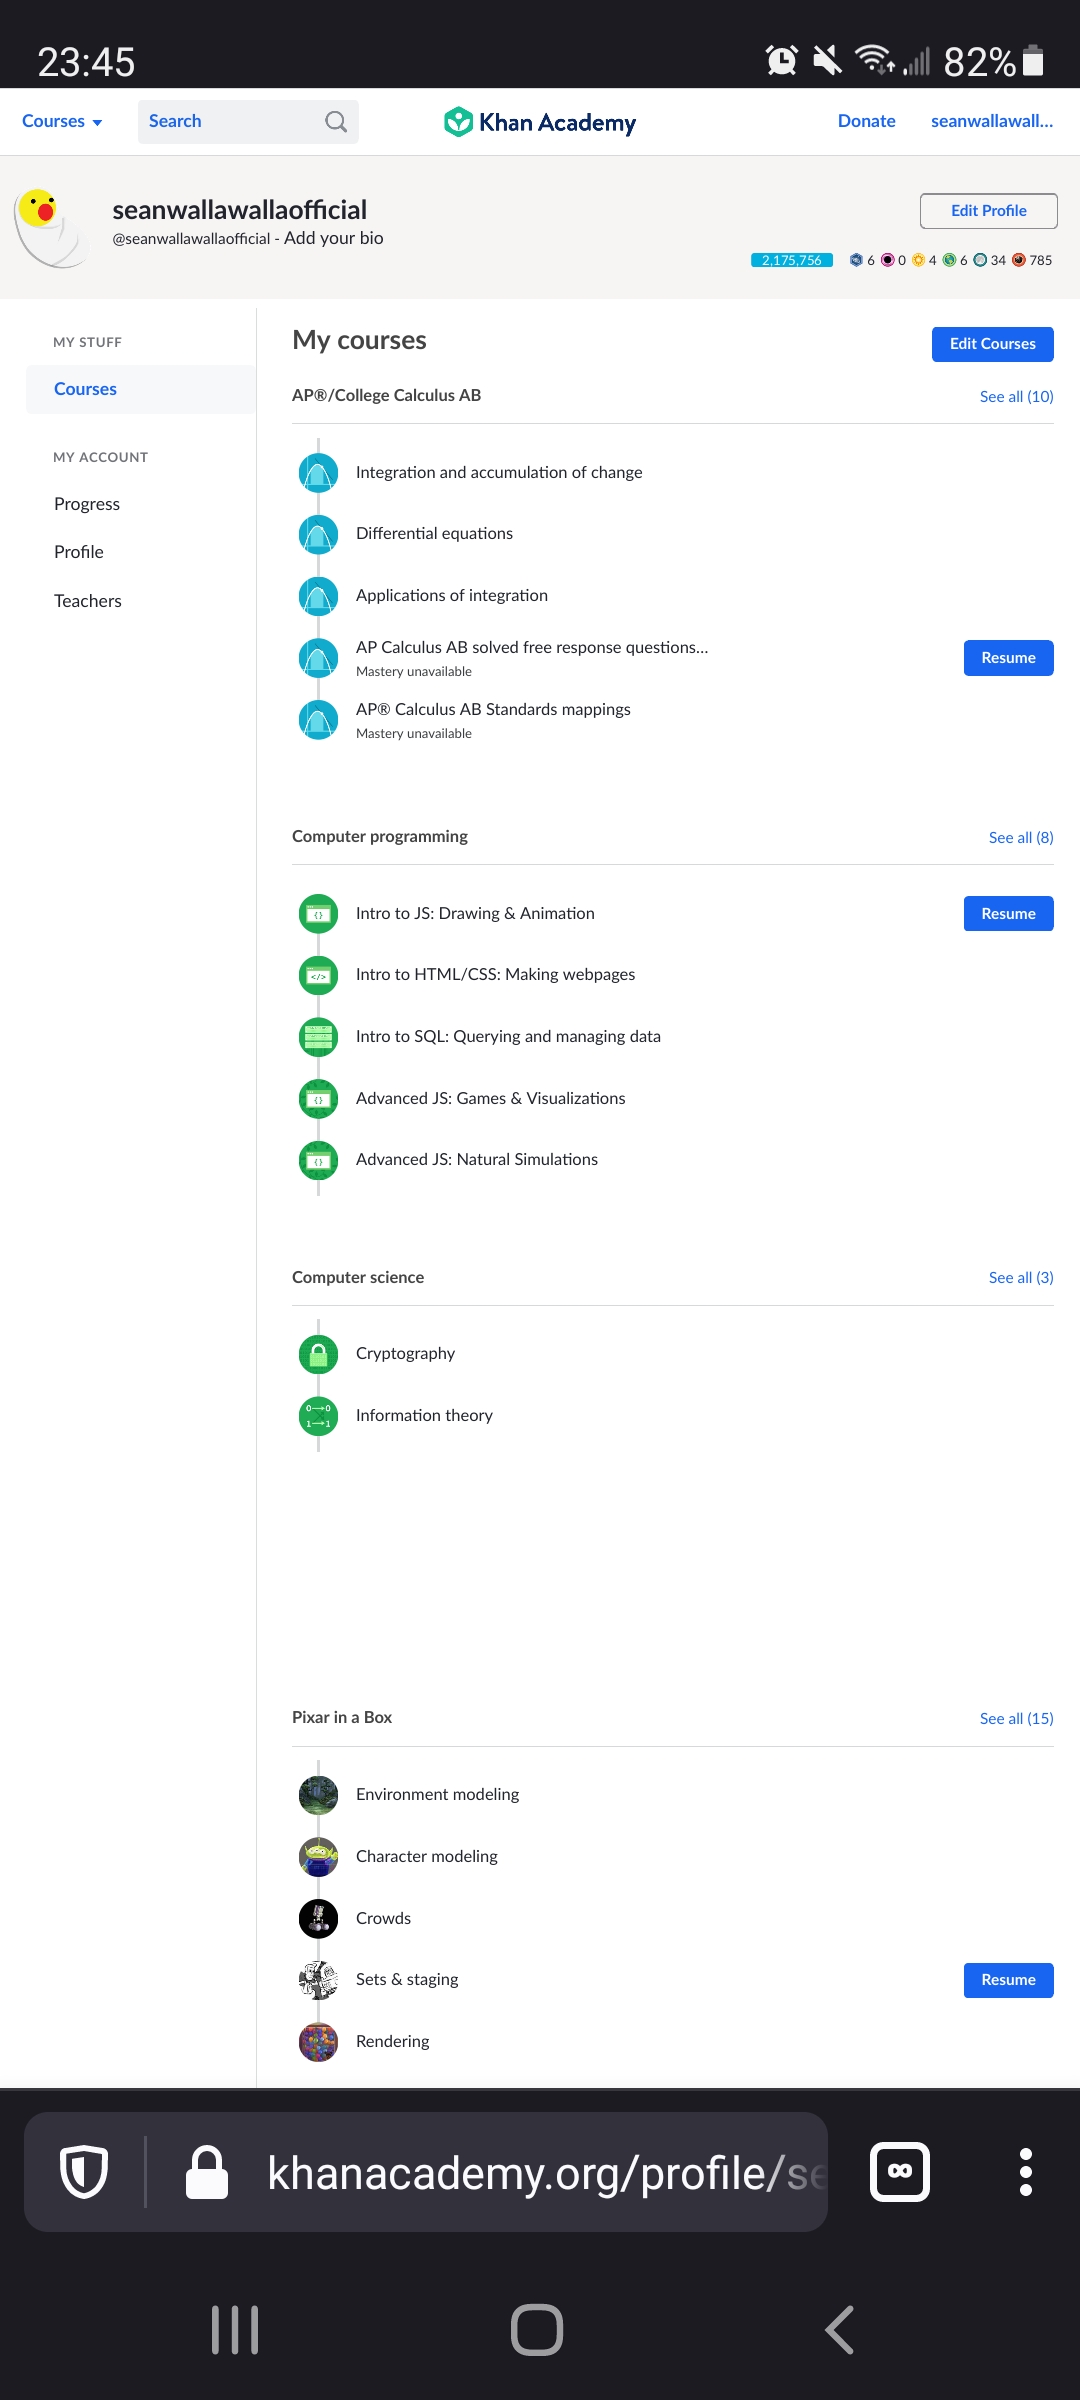 23:45
82%
Courses
Search
Khan Academy
Donate
seanwallawall...
seanwallawallaofficial
@seanwallawallaofficial - Add your bio
Edit Profile
2,175,756
6 0 4 6 34 785
MY STUFF
Courses
MY ACCOUNT
Progress
Profile
Teachers
My courses
Edit Courses
AP®/College Calculus AB
See all (10)
Integration and accumulation of change
Differential equations
Applications of integration
AP Calculus AB solved free response questions...
Mastery unavailable
Resume
AP® Calculus AB Standards mappings
Mastery unavailable
Computer programming
See all (8)
Intro to JS: Drawing & Animation
Resume
Intro to HTML/CSS: Making webpages
Intro to SQL: Querying and managing data
Advanced JS: Games & Visualizations
Advanced JS: Natural Simulations
Computer science
See all (3)
Cryptography
Information theory
Pixar in a Box
See all (15)
Environment modeling
Character modeling
Crowds
Sets & staging
Resume
Rendering
khanacademy.org/profile/se
∞